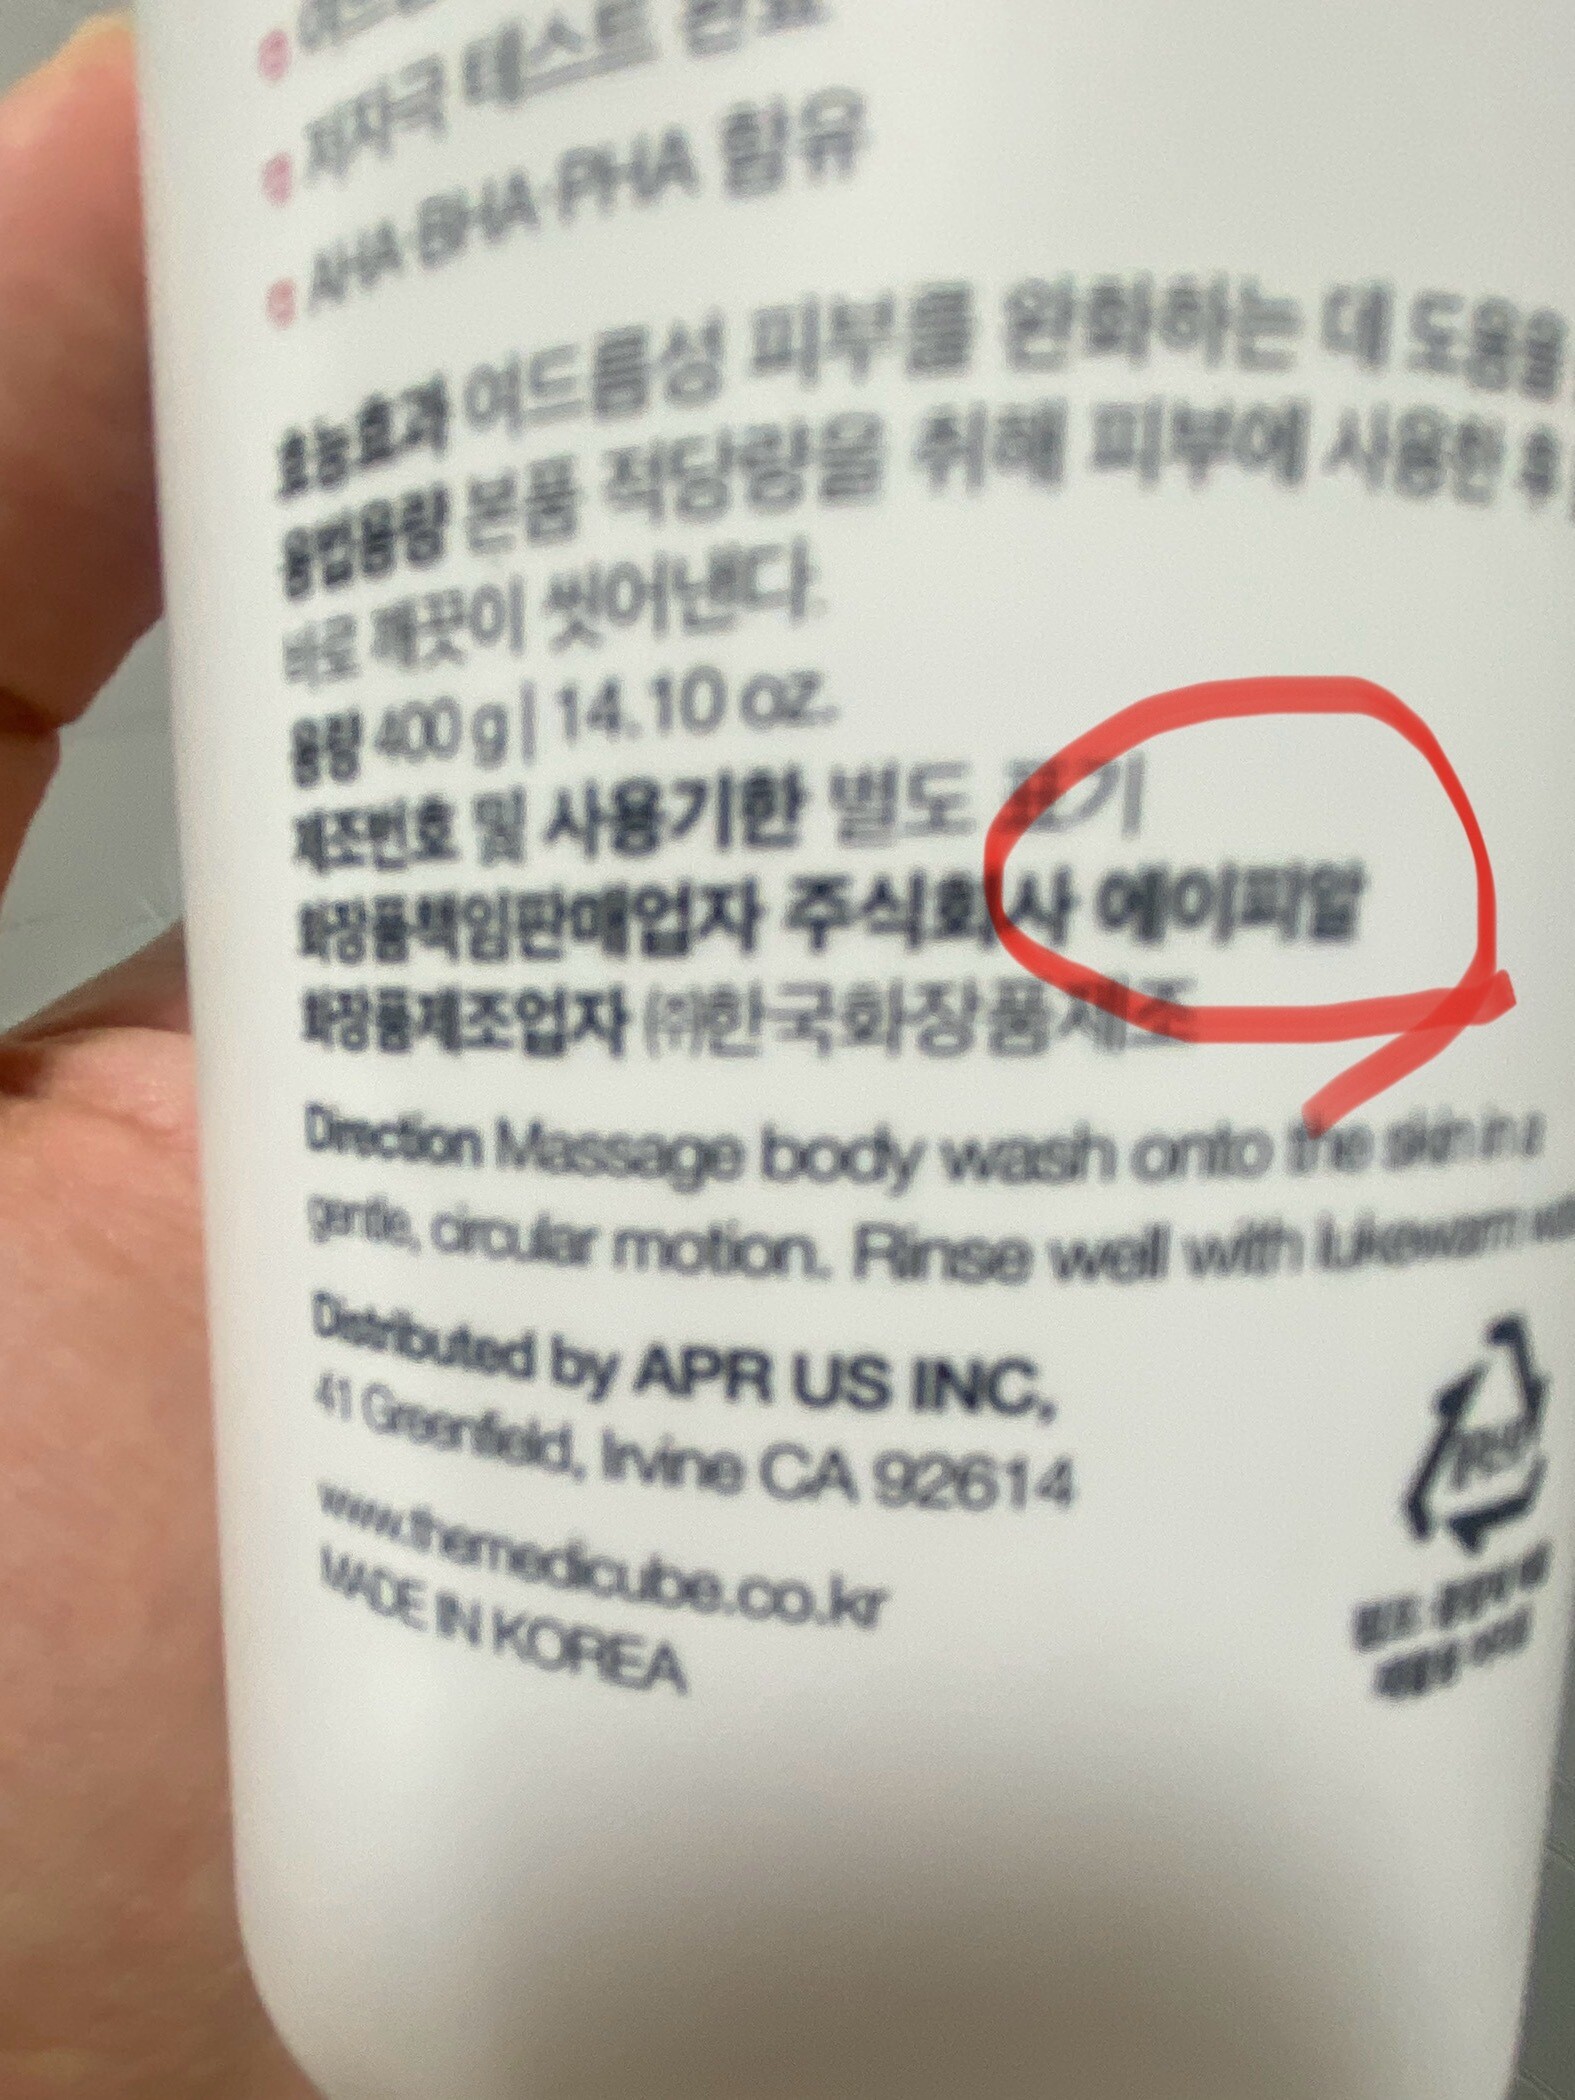 저자극 테스트 완료
AHA·BHA·PHA 함유
효능효과 여드름성 피부를 완화하는 데 도움을
용법용량 본품 적당량을 취해 피부에 사용한 후
바로 깨끗이 씻어낸다.
용량 400 g | 14.10 oz.
제조번호 및 사용기한 별도 표기
화장품책임판매업자 주식회사 에이피알
화장품제조업자 ㈜한국화장품제조
Direction Massage body wash onto the skin in a
gentle, circular motion. Rinse well with lukewarm
Distributed by APR US INC,
41 Greenfield, Irvine CA 92614
www.themedicube.co.kr
MADE IN KOREA